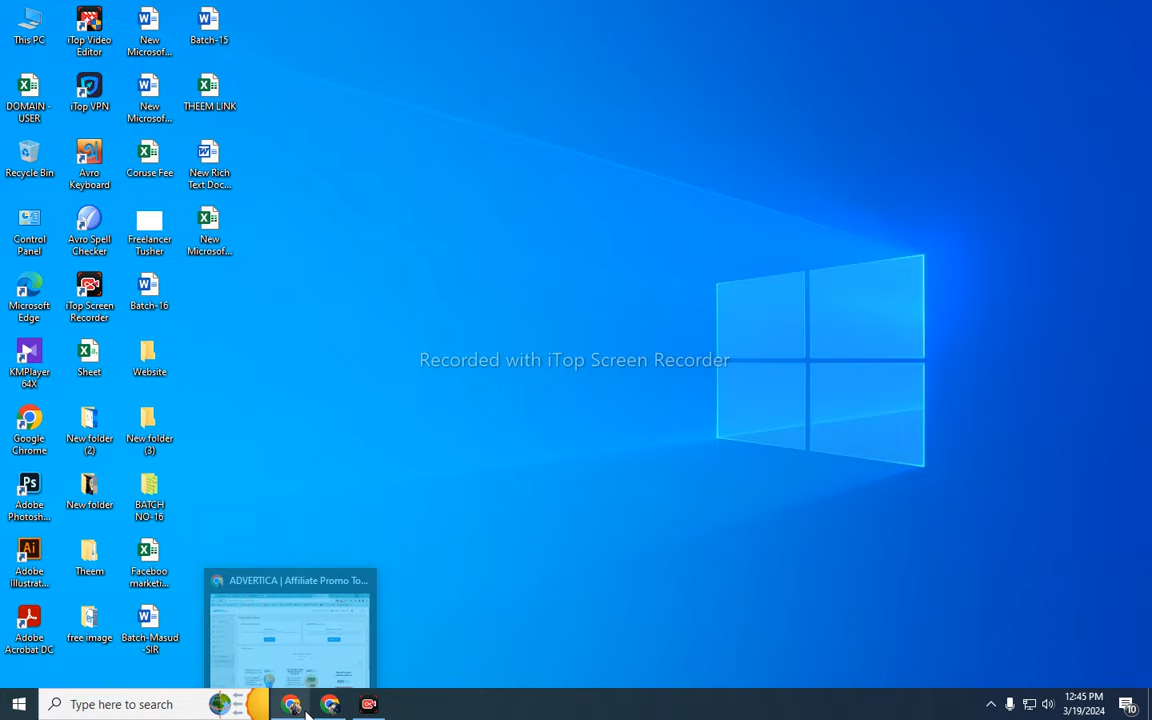 This PC
iTop Video
Editor
New
Microsof...
Batch-15
DOMAIN -
USER
iTop VPN
New
Microsof...
THEEM LINK
Recycle Bin
Avro
Keyboard
Coruse Fee
New Rich
Text Doc...
Control
Panel
Avro Spell
Checker
Freelancer
Tusher
New
Microsof...
Microsoft
Edge
iTop Screen
Recorder
Batch-16
KMPlayer
64X
Sheet
Website
Recorded with iTop Screen Recorder
Google
Chrome
New folder
(2)
New folder
(3)
Adobe
Photosh...
New folder
BATCH
NO-16
Adobe
Illustrat...
Theem
Faceboo
marketi...
Adobe
Acrobat DC
free image
Batch-Masud
-SIR
ADVERTICA | Affiliate Promo To...
Type here to search
12:45 PM
3/19/2024
10